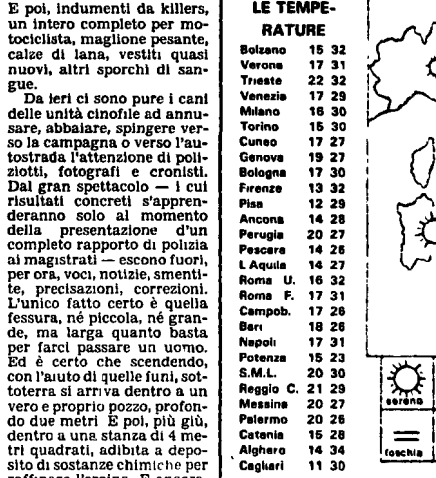 E poi, indumenti da killers,
un intero completo per mo-
tociclista, maglione pesante,
calze di lana, vestiti quasi
nuovi, altri sporchi di san-
gue.
Da ieri ci sono pure i cani
delle unità cinofile ad annu-
sare, abbaiare, spingere ver-
so la campagna o verso l'au-
tostrada l'attenzione di poli-
ziotti, fotografi e cronisti.
Dal gran spettacolo — i cui
risultati concreti s'appren-
deranno solo al momento
della presentazione d'un
completo rapporto di polizia
ai magistrati — escono fuori,
per ora, voci, notizie, smenti-
te, precisazioni, correzioni.
L'unico fatto certo è quella
fessura, né piccola, né gran-
de, ma larga quanto basta
per farci passare un uomo.
Ed è certo che scendendo,
con l'aiuto di quelle funi, sot-
toterra si arriva dentro a un
vero e proprio pozzo, profon-
do due metri E poi, più giù,
dentro a una stanza di 4 me-
tri quadrati, adibita a depo-
sito di sostanze chimiche per
LE TEMPE-
RATURE
Bolzano 15 32
Verona 17 31
Trieste 22 32
Venezia 17 29
Milano 16 30
Torino 15 30
Cuneo 17 27
Genova 19 27
Bologna 17 30
Firenze 13 32
Pisa 12 29
Ancona 14 28
Perugia 20 27
Pescara 14 26
L Aquila 14 27
Roma U. 16 32
Roma F. 17 31
Campob. 17 26
Bari 18 26
Napoli 17 31
Potenza 15 23
S.M.L. 20 30
Reggio C. 21 29
Messina 20 27
Palermo 20 26
Catania 15 28
Alghero 14 34
Cagliari 11 30
sereno
foschia